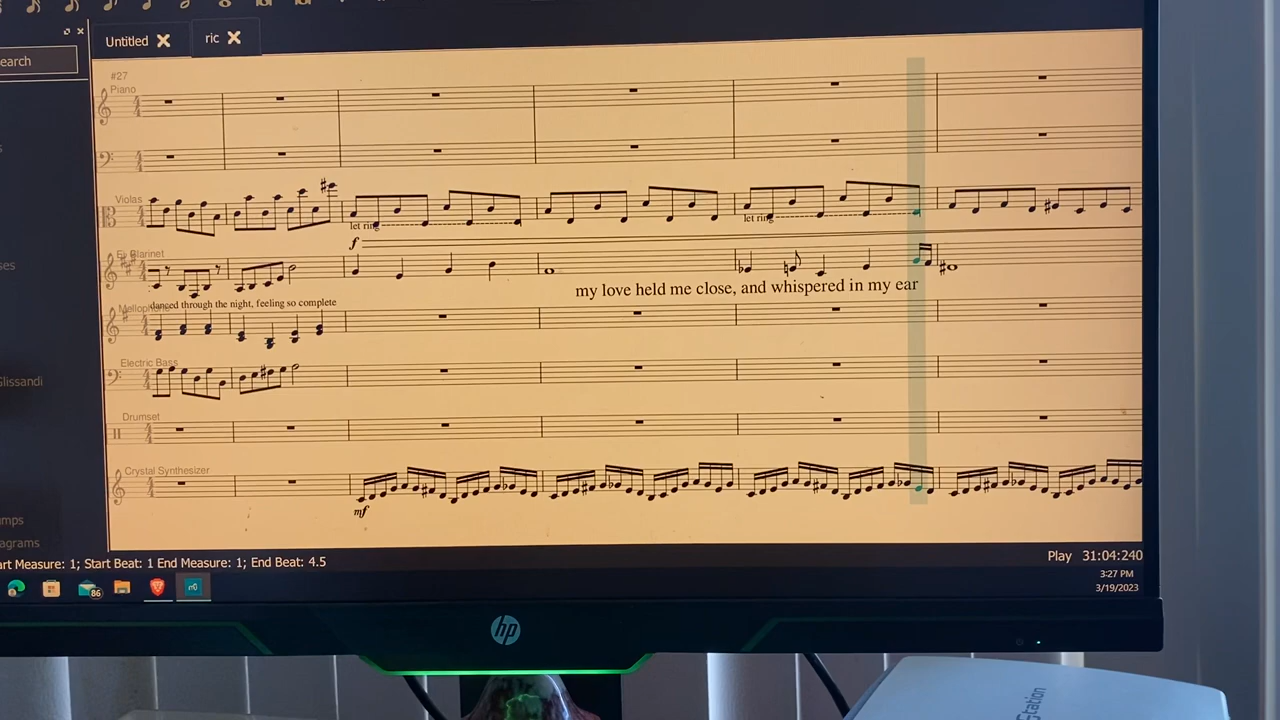 Untitled
ric
earch
#27
Piano
Violas
let ring
let ring
f
Eb Clarinet
my love held me close, and whispered in my ear
danced through the night, feeling so complete
Mellophone
Electric Bass
Glissandi
Drumset
Crystal Synthesizer
mf
mps
agrams
art Measure: 1; Start Beat: 1 End Measure: 1; End Beat: 4.5
Play 31:04:240
86
3:27 PM
3/19/2023
hp
Station